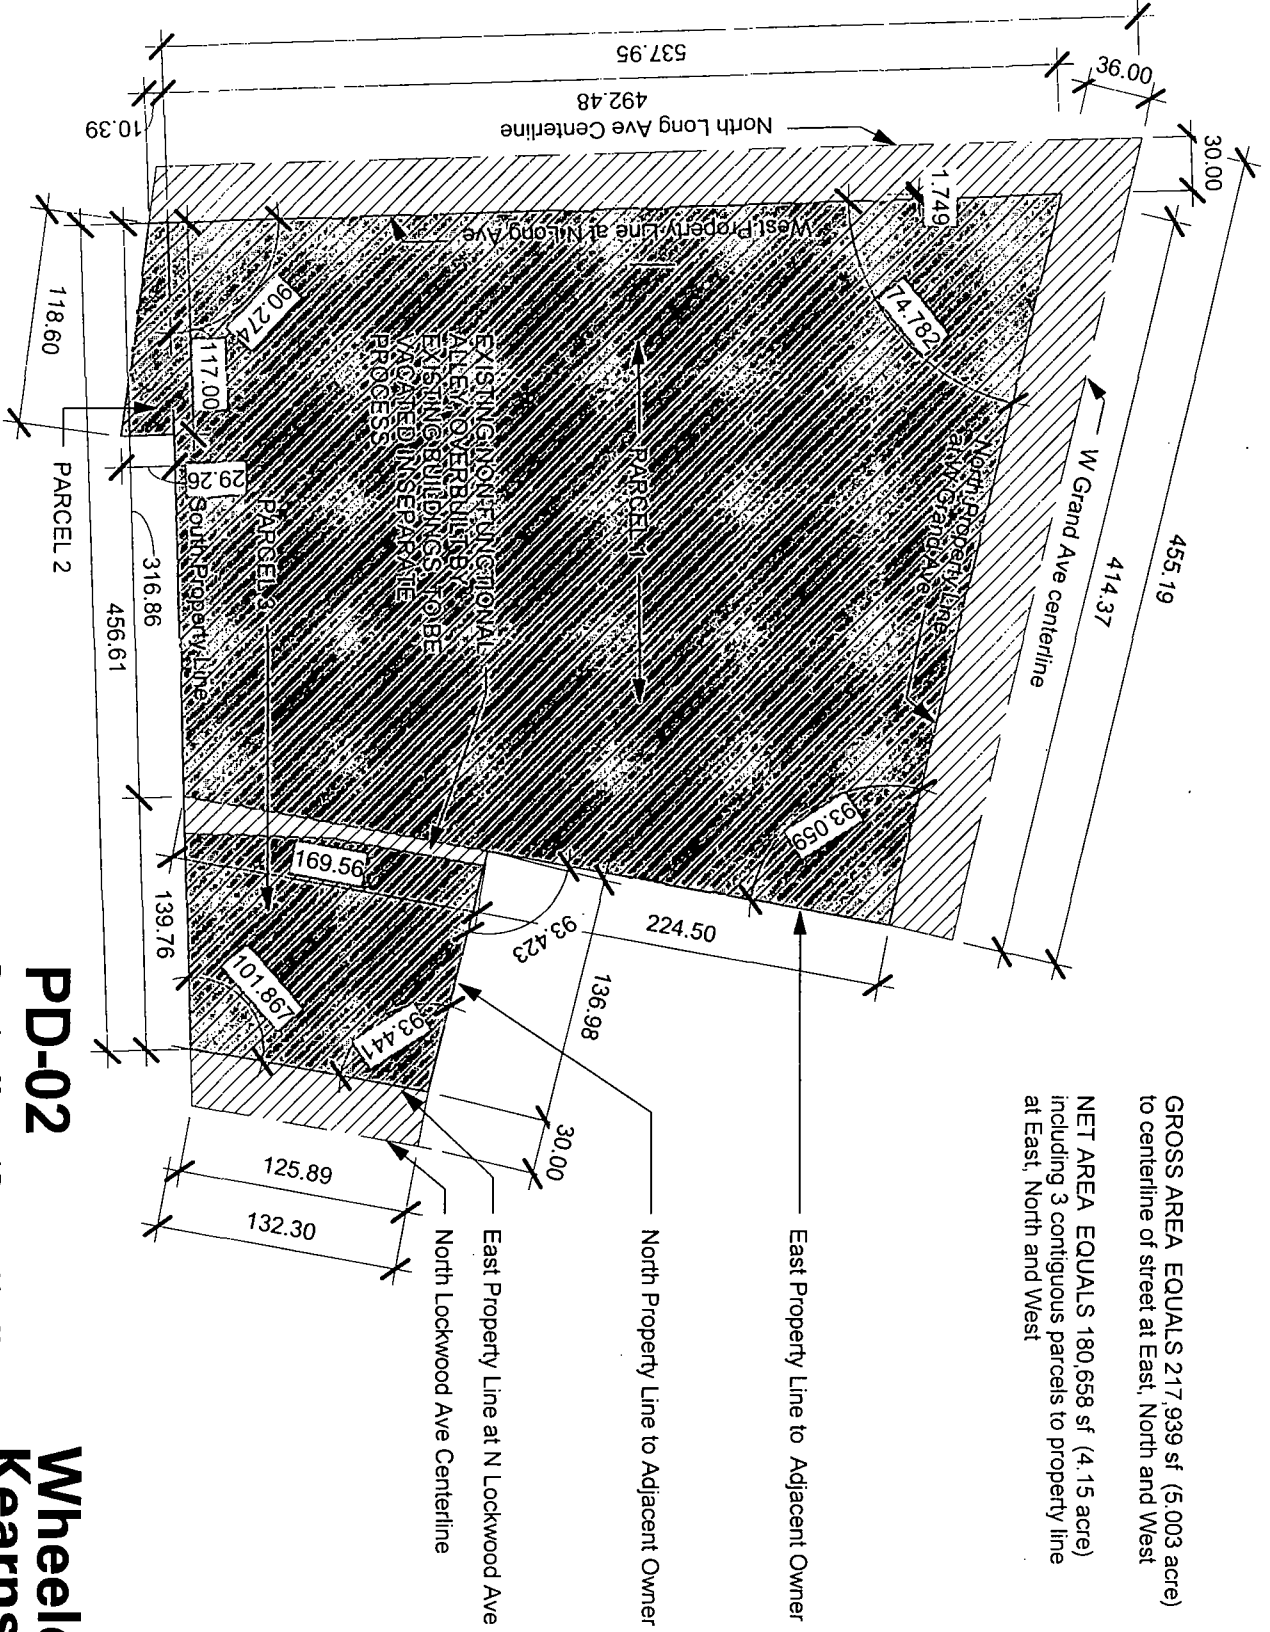 GROSS AREA EQUALS 217,939 sf (5.003 acre)
to centerline of street at East, North and West
NET AREA EQUALS 180,658 sf (4.15 acre)
including 3 contiguous parcels to property line
at East, North and West
455.19
414.37
W Grand Ave centerline
North Property Line
at W Grand Ave
30.00
36.00
537.95
492.48
North Long Ave Centerline
10.39
1.749
West Property Line at N Long Ave
74.782
90.274
117.00
118.60
PARCEL 2
29.26
PARCEL 1
PARCEL 3
EXISTING NON-FUNCTIONAL
ALLEY OVERBUILT BY
EXISTING BUILDINGS TO BE
VACATED IN SEPARATE
PROCESS
South Property Line
316.86
456.61
139.76
93.059
169.56
93.423
224.50
136.98
101.867
93.441
30.00
125.89
132.30
East Property Line to Adjacent Owner
North Property Line to Adjacent Owner
East Property Line at N Lockwood Ave
North Lockwood Ave Centerline
PD-02